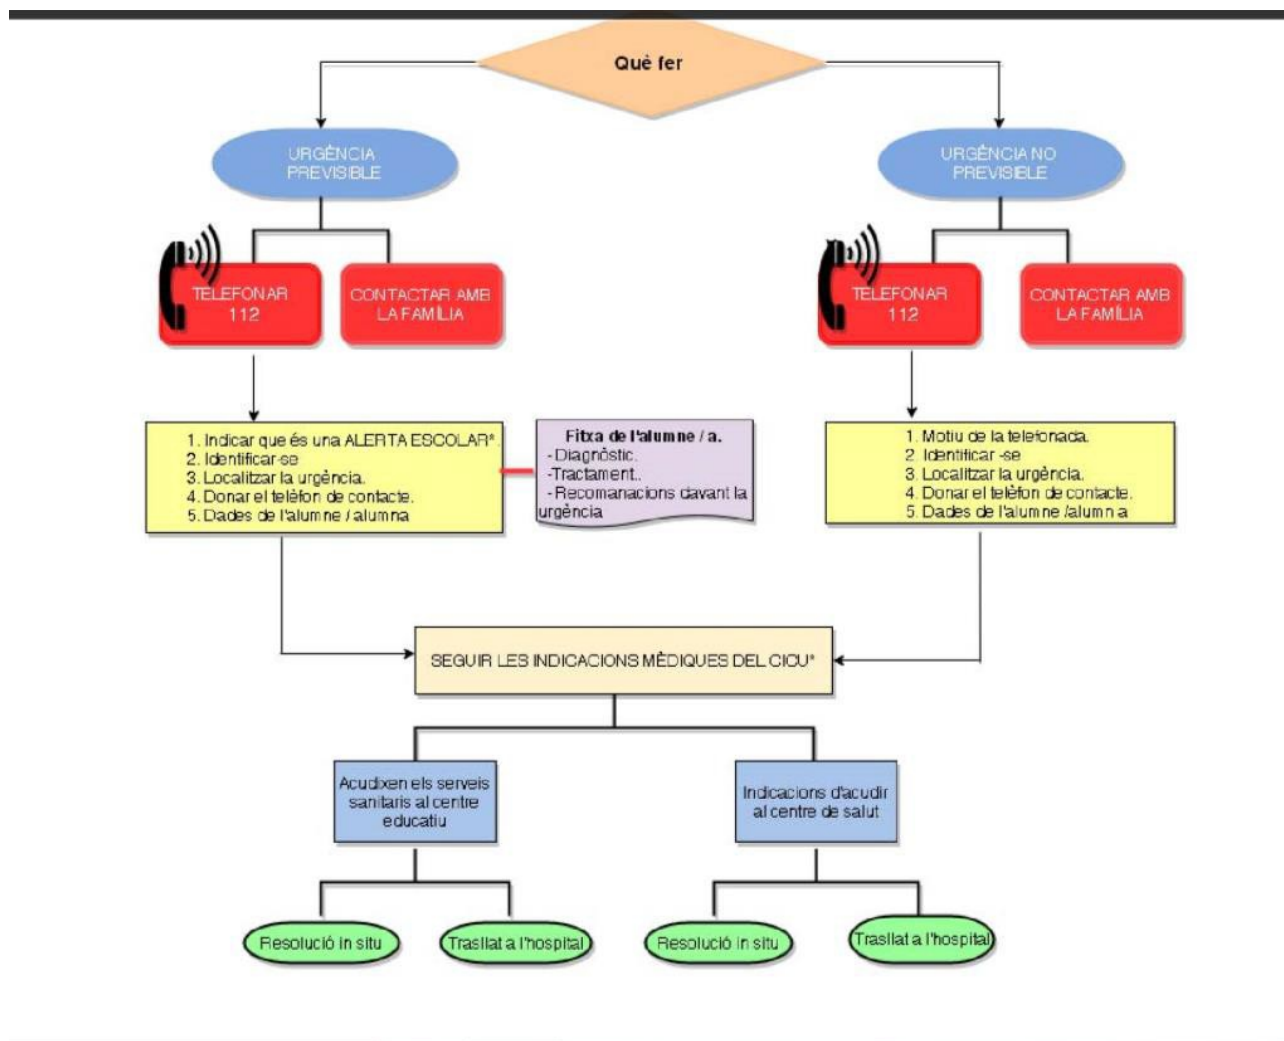 Què fer
URGÈNCIA
PREVISIBLE
URGÈNCIA NO
PREVISIBLE
TELEFONAR
112
CONTACTAR AMB
LA FAMÍLIA
TELEFONAR
112
CONTACTAR AMB
LA FAMÍLIA
1. Indicar que és una ALERTA ESCOLAR*.
2. Identificar-se
3. Localitzar la urgència.
4. Donar el telèfon de contacte.
5. Dades de l'alumne / alumna
Fitxa de l'alumne / a.
- Diagnòstic.
-Tractament..
- Recomanacions davant la
urgència
1. Motiu de la telefonada.
2. Identificar -se
3. Localitzar la urgència.
4. Donar el telèfon de contacte.
5. Dades de l'alumne /alumn a
SEGUIR LES INDICACIONS MÈDIQUES DEL CICU*
Acudixen els serveis
sanitaris al centre
educatiu
Indicacions d'acudir
al centre de salut
Resolució in situ
Trasllat a l'hospital
Resolució in situ
Trasllat a l'hospital